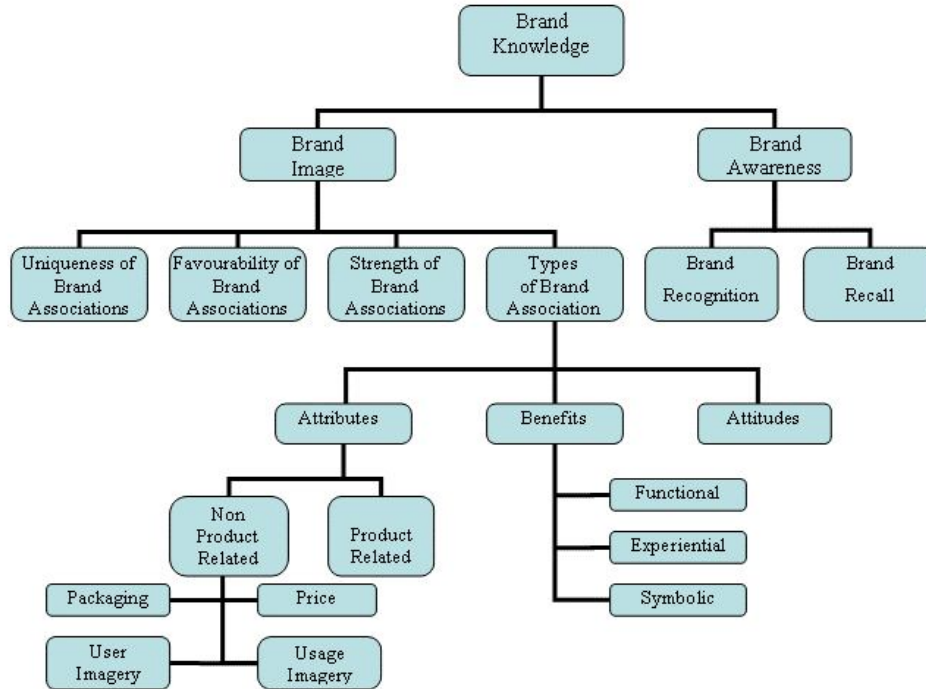 Brand
Knowledge
Brand
Image
Brand
Awareness
Uniqueness of
Brand
Associations
Favourability of
Brand
Associations
Strength of
Brand
Associations
Types
of Brand
Association
Brand
Recognition
Brand
Recall
Attributes
Benefits
Attitudes
Non
Product
Related
Product
Related
Functional
Experiential
Symbolic
Packaging
Price
User
Imagery
Usage
Imagery